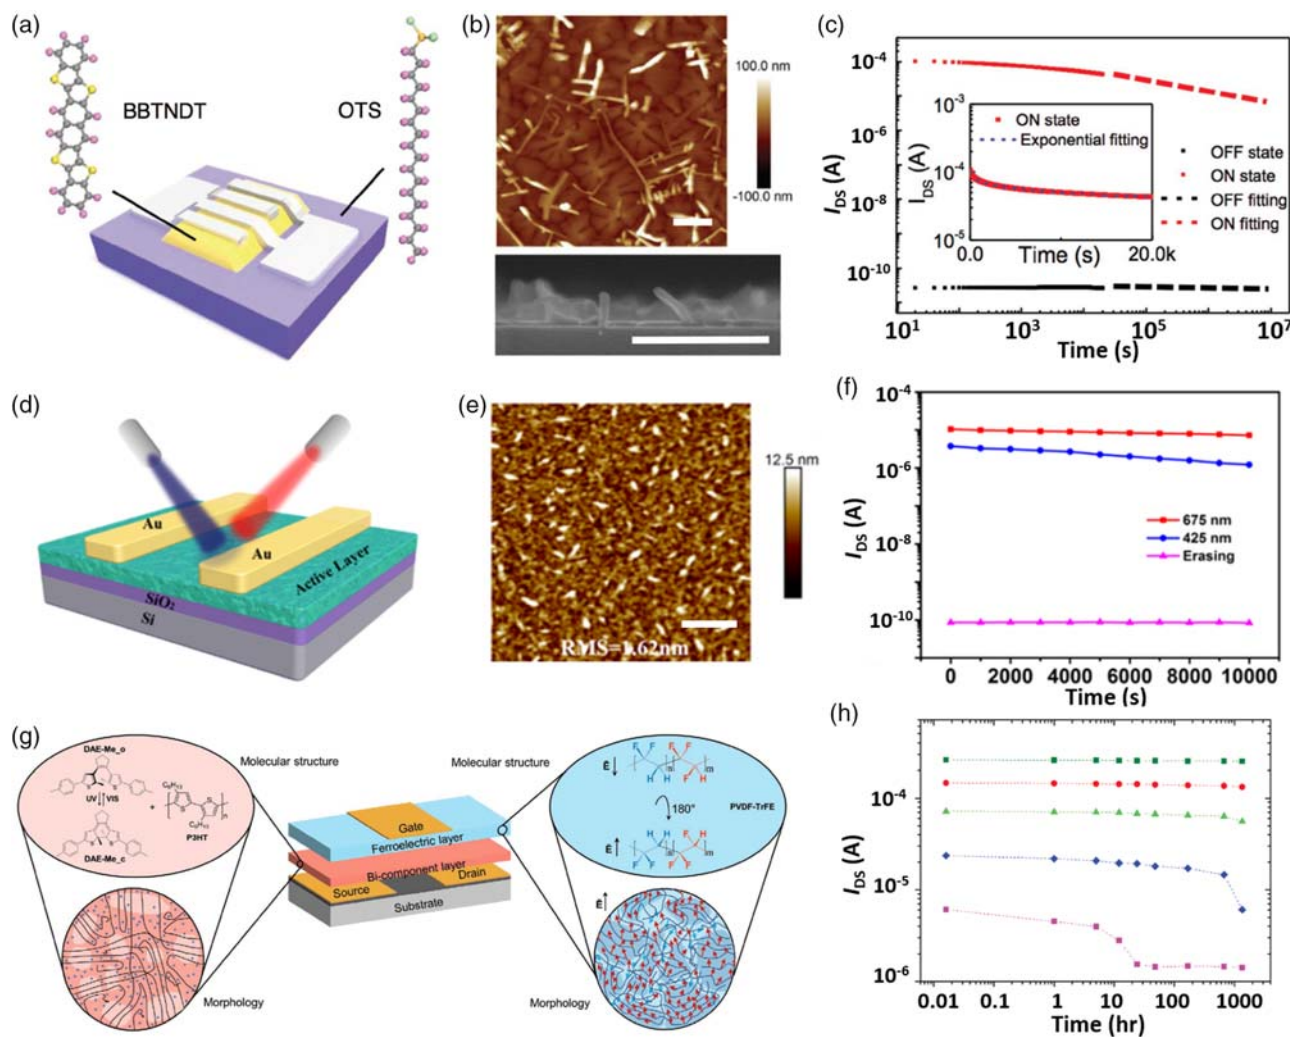 (a)
BBTNDT
OTS
(b)
100.0 nm
-100.0 nm
(c)
I_DS (A)
10^-4
10^-6
10^-8
10^-10
I_DS (A)
10^-3
10^-4
10^-5
ON state
Exponential fitting
0.0
20.0k
Time (s)
OFF state
ON state
OFF fitting
ON fitting
10^1 10^3 10^5 10^7
Time (s)
(d)
Au
Au
Active Layer
SiO2
Si
(e)
12.5 nm
RMS=1.62nm
(f)
I_DS (A)
10^-4
10^-6
10^-8
10^-10
675 nm
425 nm
Erasing
0 2000 4000 6000 8000 10000
Time (s)
(g)
DAE-Me_o
UV
VIS
+
C6H13
C6H13
n
P3HT
DAE-Me_c
Molecular structure
Morphology
Gate
Ferroelectric layer
Bi-component layer
Source
Drain
Substrate
Molecular structure
Morphology
F F F F
H H F H
n
m
Ē
180°
PVDF-TrFE
Ē
H H F H
F F F F
n
m
Ē
(h)
I_DS (A)
10^-4
10^-5
10^-6
0.01 0.1 1 10 100 1000
Time (hr)